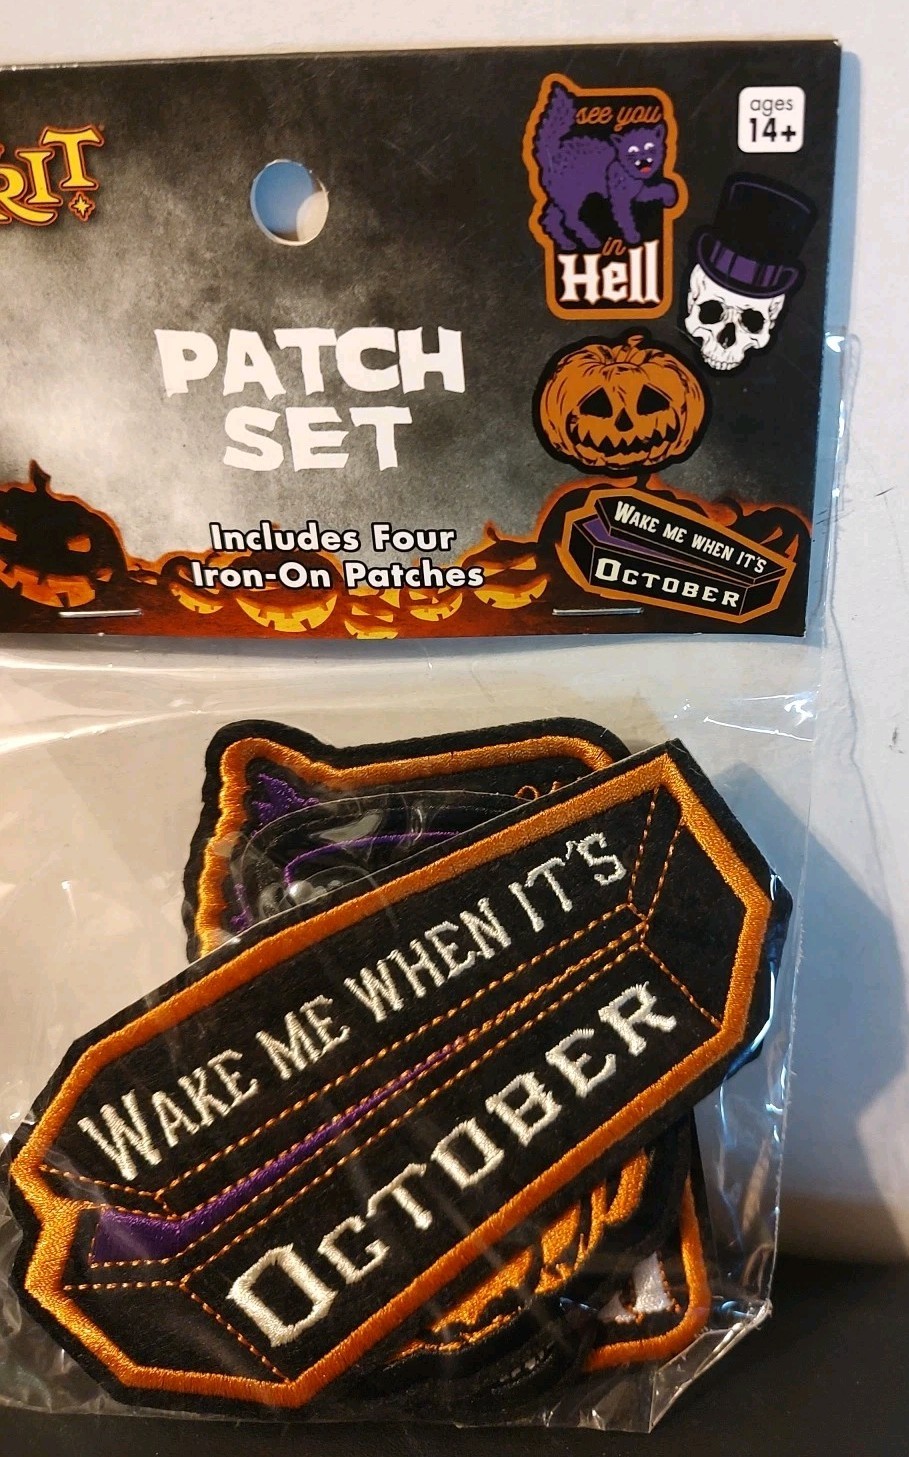 RIT
ages
14+
see you
in
Hell
PATCH
SET
Includes Four
Iron-On Patches
WAKE ME WHEN IT'S
OCTOBER
WAKE ME WHEN IT'S
OCTOBER